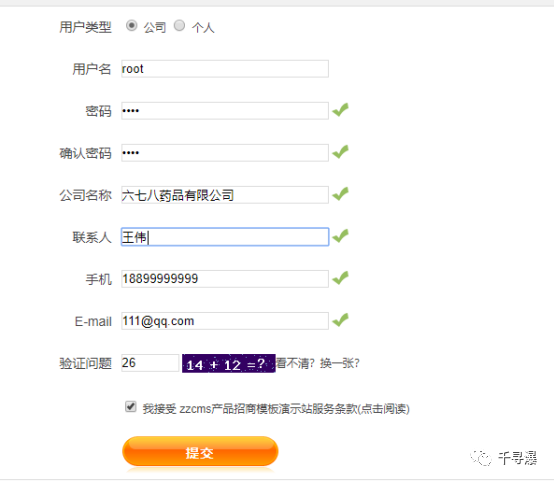 用户类型 公司 个人
用户名 root
密码 ••••
确认密码 ••••
公司名称 六七八药品有限公司
联系人 王伟
手机 18899999999
E-mail 111@qq.com
验证问题 26 14 + 12 =? 看不清？换一张？
我接受 zzcms产品招商模板演示站服务条款(点击阅读)
提交
千寻瀑